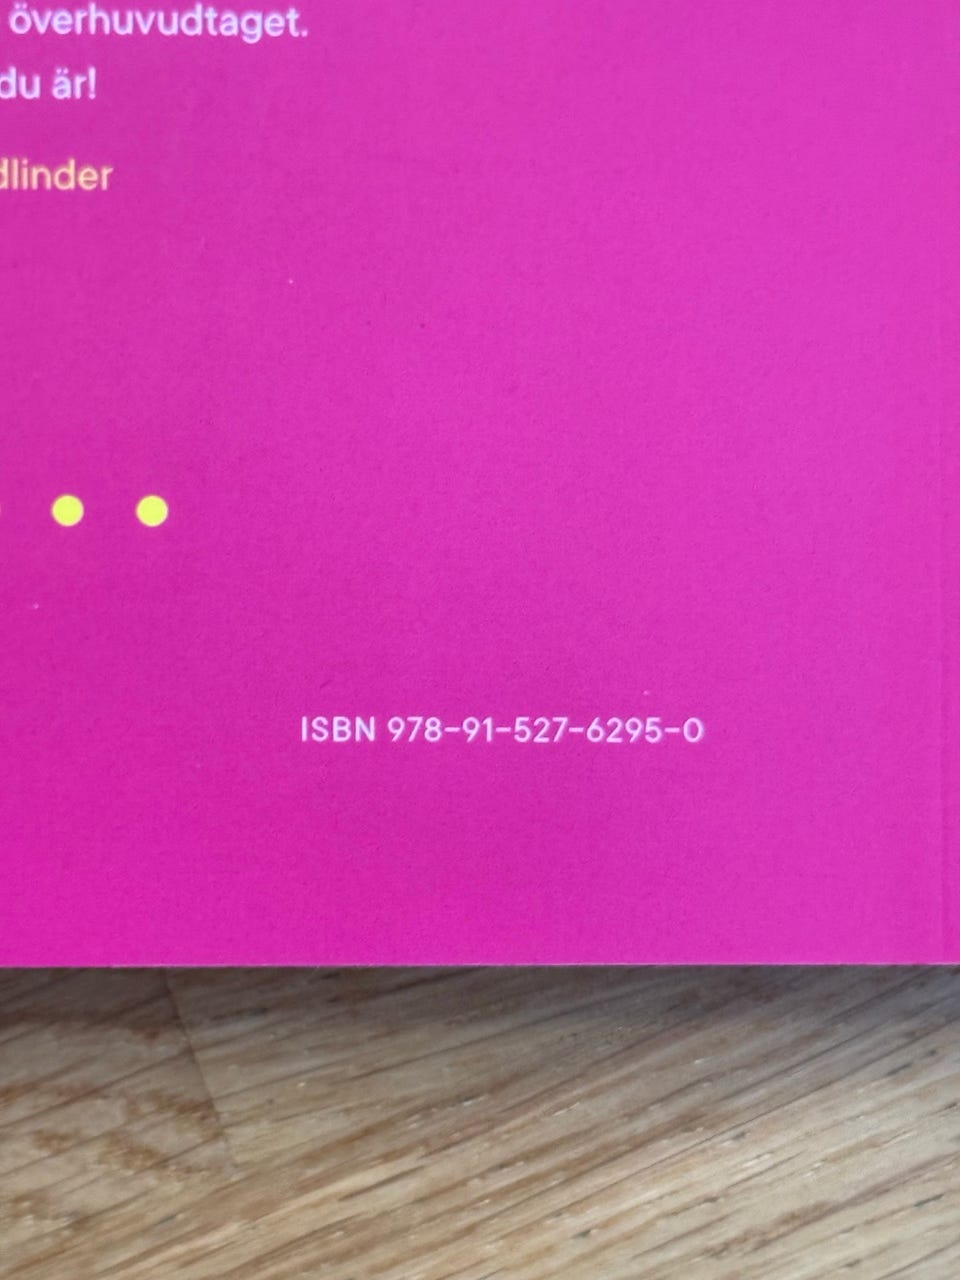 överhuvudtaget.
du är!
dlinder
ISBN 978-91-527-6295-0